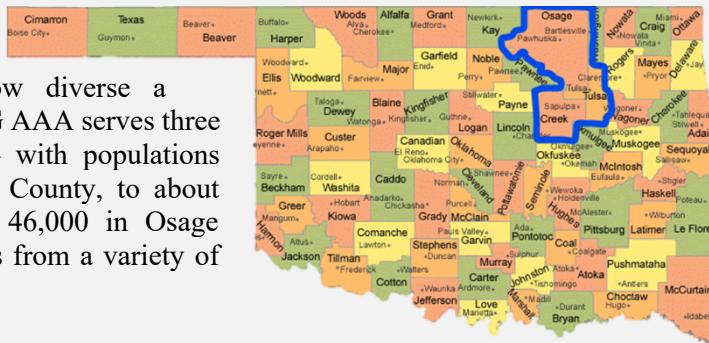 Cimarron
Boise City
Texas
Guymon
Beaver
Beaver
Buffalo
Harper
Woods
Alva
Cherokee
Alfalfa
Grant
Medford
Newkirk
Kay
Osage
Bartlesville
Pawhuska
Washington
Nowata
Nowata
Craig
Vinita
Miami
Ottawa
Woodward
Ellis
Woodward
Fairview
Major
Garfield
Enid
Noble
Perry
Pawnee
Pawnee
Rogers
Mayes
Pryor
Delaware
Jay
diverse a
AAA serves three
with populations
County, to about
46,000 in Osage
from a variety of
Taloga
Dewey
Watonga
Blaine
Kingfisher
Kingfisher
Guthrie
Logan
Stillwater
Payne
Lincoln
Creek
Sapulpa
Tulsa
Tulsa
Wagoner
Wagoner
Cherokee
Adair
Stilwell
Roger Mills
Custer
Arapaho
Canadian
El Reno
Oklahoma City
Oklahoma
Okfuskee
Okemah
Okmulgee
Muskogee
Muskogee
Sequoyah
Sallisaw
Sayre
Beckham
Cordell
Washita
Caddo
Anadarko
Norman
Cleveland
Shawnee
Pottawatomie
Seminole
Wewoka
Holdenville
Hughes
McIntosh
Eufaula
Haskell
Stigler
Greer
Mangum
Harmon
Hobart
Kiowa
Chickasha
Grady
McClain
Purcell
Pauls Valley
Garvin
Ada
Pontotoc
McAlester
Pittsburg
Wilburton
Latimer
Le Flore
Poteau
Altus
Jackson
Tillman
Frederick
Comanche
Lawton
Stephens
Duncan
Murray
Sulphur
Coal
Coalgate
Atoka
Atoka
Pushmataha
Antlers
McCurtain
Cotton
Walters
Jefferson
Waurika
Carter
Ardmore
Love
Marietta
Johnston
Tishomingo
Marshall
Madill
Durant
Bryan
Choctaw
Hugo
Idabel